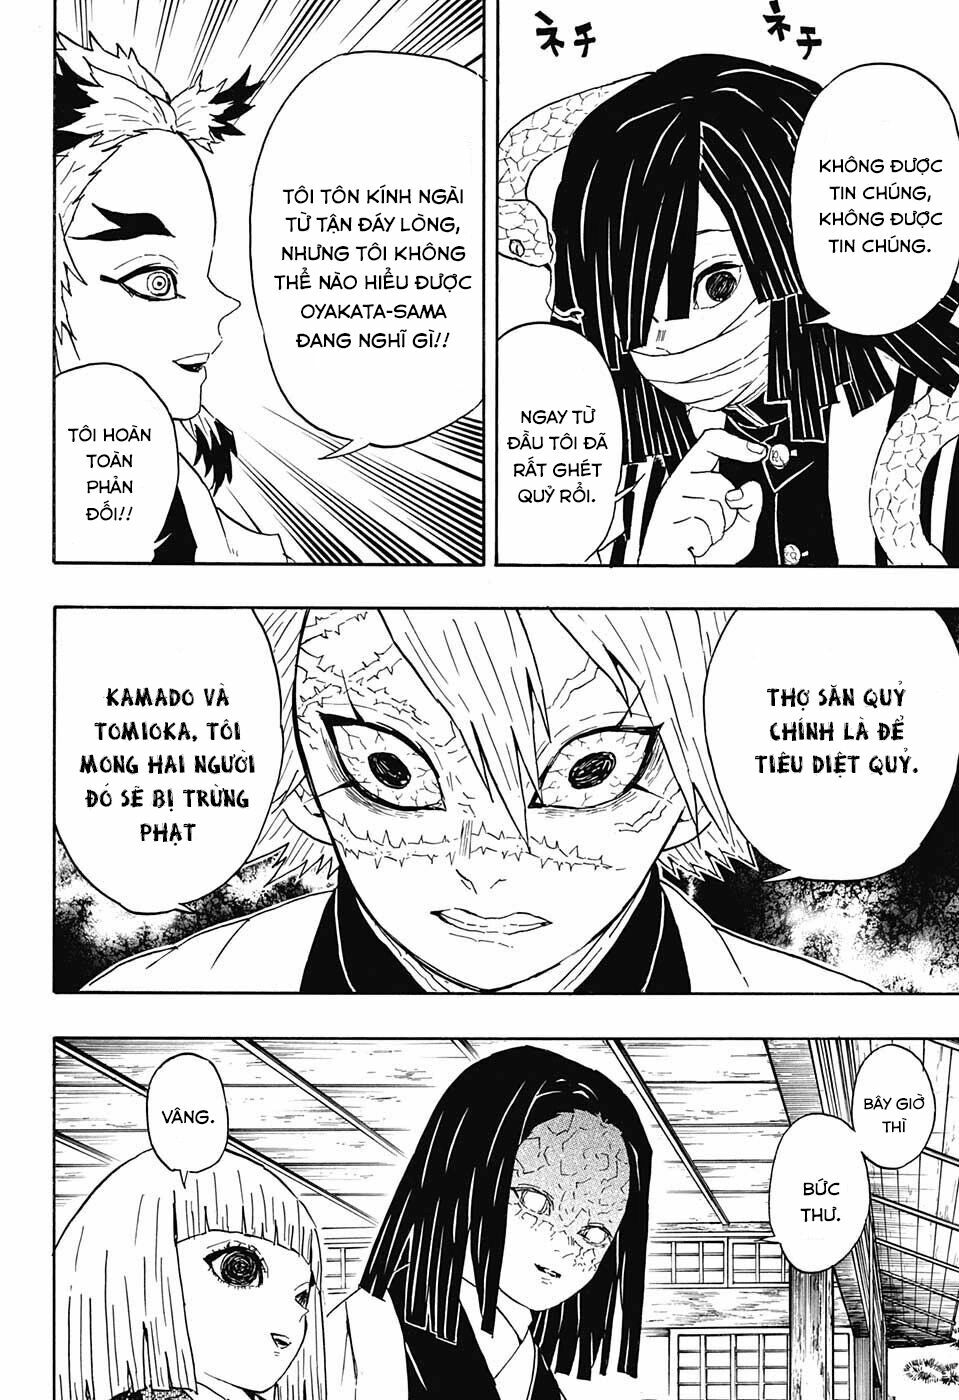 ネチ
ネチ
KHÔNG ĐƯỢC
TIN CHÚNG,
KHÔNG ĐƯỢC
TIN CHÚNG.
NGAY TỪ
ĐẦU TÔI ĐÃ
RẤT GHÉT
QUỶ RỒI.
TÔI TÔN KÍNH NGÀI
TỪ TẬN ĐÁY LÒNG,
NHƯNG TÔI KHÔNG
THỂ NÀO HIỂU ĐƯỢC
OYAKATA-SAMA
ĐANG NGHĨ GÌ!!
TÔI HOÀN
TOÀN
PHẢN
ĐỐI!!
THỢ SĂN QUỶ
CHÍNH LÀ ĐỂ
TIÊU DIỆT QUỶ.
KAMADO VÀ
TOMIOKA, TÔI
MONG HAI NGƯỜI
ĐÓ SẼ BỊ TRỪNG
PHẠT
BÂY GIỜ
THÌ
BỨC
THƯ.
VÂNG.